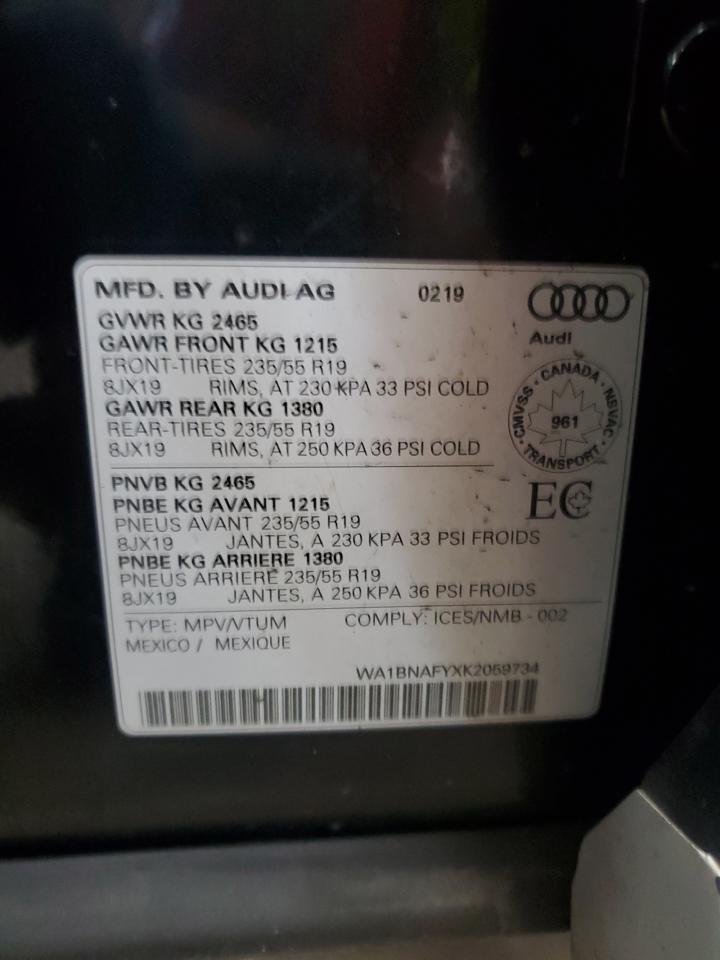 MFD. BY AUDI AG 0219
Audi
GVWR KG 2465
GAWR FRONT KG 1215
FRONT-TIRES 235/55 R19
8JX19 RIMS, AT 230 KPA 33 PSI COLD
GAWR REAR KG 1380
REAR-TIRES 235/55 R19
8JX19 RIMS, AT 250 KPA 36 PSI COLD
CMVSS · CANADA · NSVAC · TRANSPORT ·
961
PNVB KG 2465
PNBE KG AVANT 1215
PNEUS AVANT 235/55 R19
8JX19 JANTES, A 230 KPA 33 PSI FROIDS
PNBE KG ARRIERE 1380
PNEUS ARRIERE 235/55 R19
8JX19 JANTES, A 250 KPA 36 PSI FROIDS
EC
TYPE: MPV/VTUM COMPLY: ICES/NMB - 002
MEXICO / MEXIQUE
WA1BNAFYXK2059734